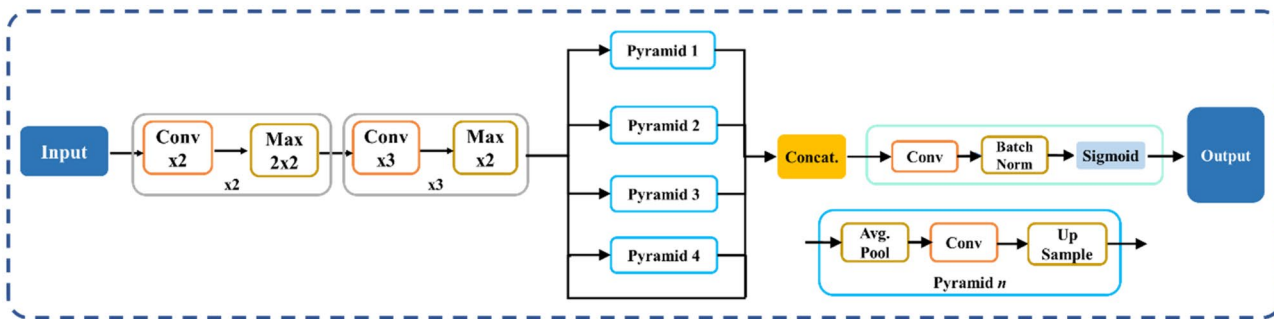 Input
Conv
x2
Max
2x2
x2
Conv
x3
Max
x2
x3
Pyramid 1
Pyramid 2
Pyramid 3
Pyramid 4
Concat.
Conv
Batch
Norm
Sigmoid
Output
Avg.
Pool
Conv
Up
Sample
Pyramid n